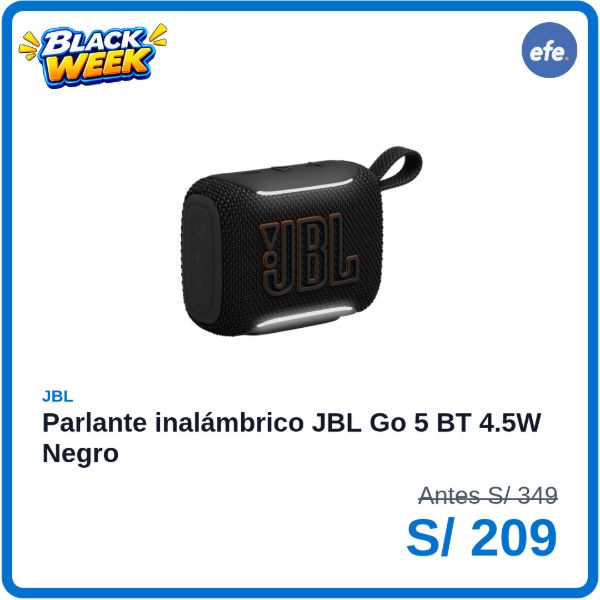 BLACK
WEEK
efe.
JBL
JBL
Parlante inalámbrico JBL Go 5 BT 4.5W
Negro
Antes S/ 349
S/ 209